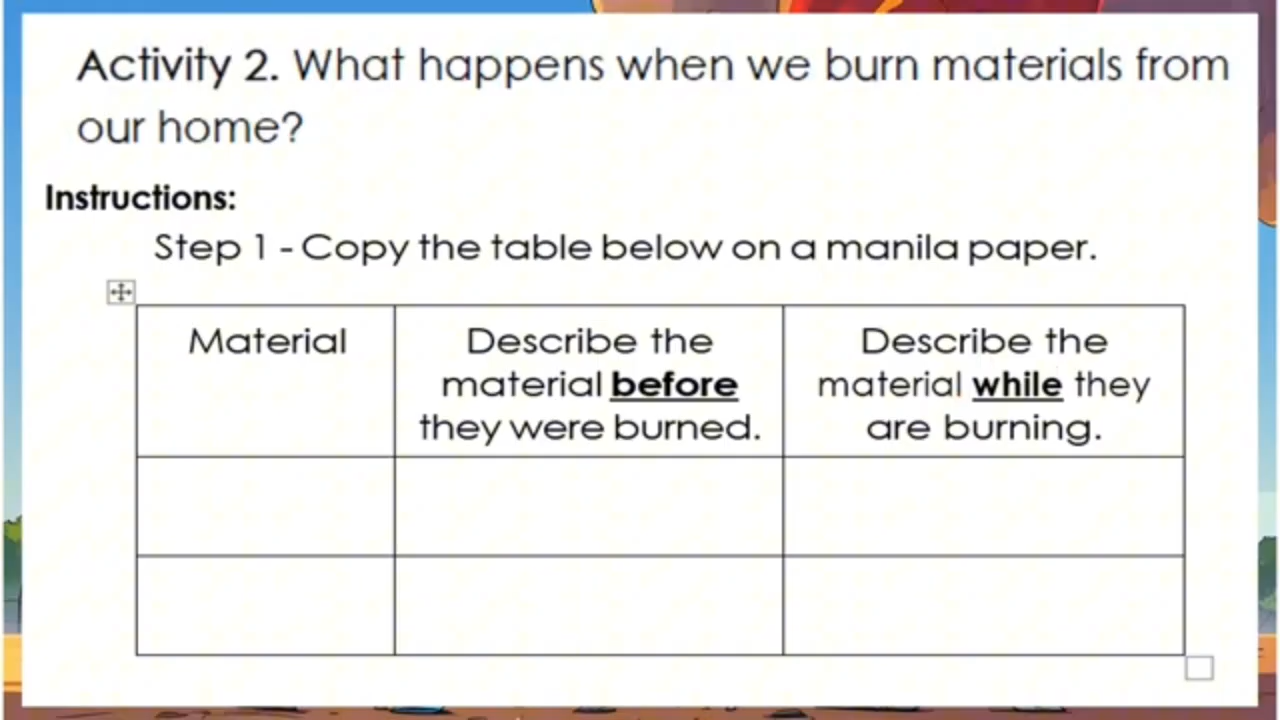 Activity 2. What happens when we burn materials from
our home?
Instructions:
Step 1 - Copy the table below on a manila paper.
Material
Describe the
material before
they were burned.
Describe the
material while they
are burning.